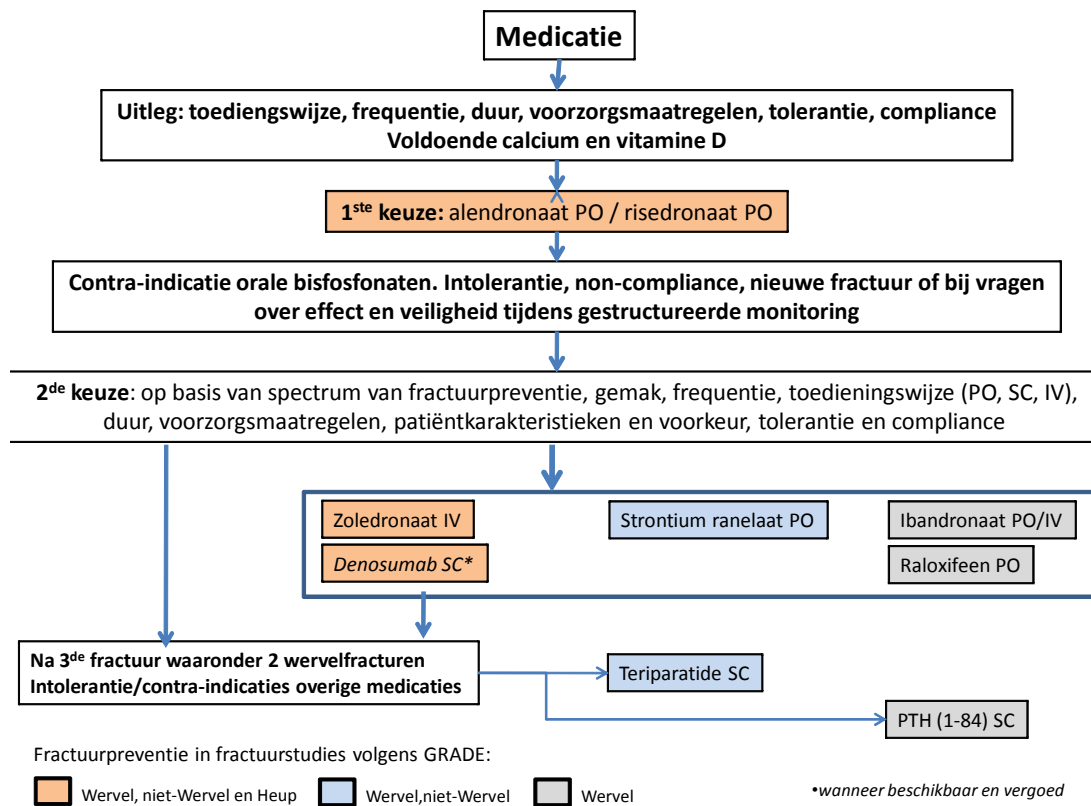 Medicatie
Uitleg: toediengswijze, frequentie, duur, voorzorgsmaatregelen, tolerantie, compliance
Voldoende calcium en vitamine D
1ste keuze: alendronaat PO / risedronaat PO
Contra-indicatie orale bisfosfonaten. Intolerantie, non-compliance, nieuwe fractuur of bij vragen
over effect en veiligheid tijdens gestructureerde monitoring
2de keuze: op basis van spectrum van fractuurpreventie, gemak, frequentie, toedieningswijze (PO, SC, IV),
duur, voorzorgsmaatregelen, patiëntkarakteristieken en voorkeur, tolerantie en compliance
Zoledronaat IV
Strontium ranelaat PO
Ibandronaat PO/IV
Denosumab SC*
Raloxifeen PO
Na 3de fractuur waaronder 2 wervelfracturen
Intolerantie/contra-indicaties overige medicaties
Teriparatide SC
PTH (1-84) SC
Fractuurpreventie in fractuurstudies volgens GRADE:
Wervel, niet-Wervel en Heup
Wervel,niet-Wervel
Wervel
•wanneer beschikbaar en vergoed